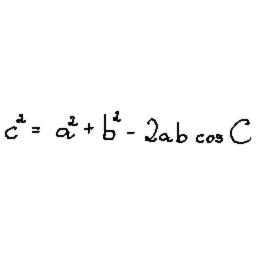 c² = a² + b² - 2ab cos C